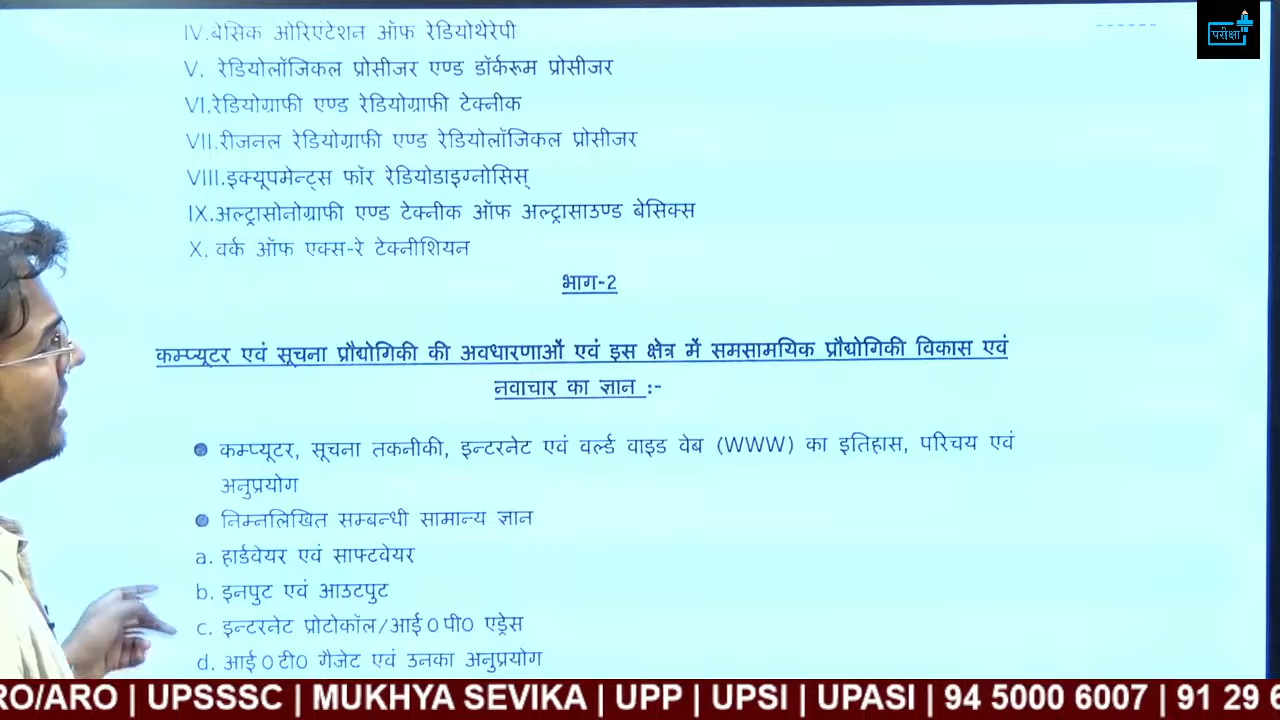 IV.बेसिक ओरिएंटेशन ऑफ रेडियोथेरेपी
परीक्षा
V. रेडियोलॉजिकल प्रोसीजर एण्ड डॉर्करूम प्रोसीजर
VI.रेडियोग्राफी एण्ड रेडियोग्राफी टेक्नीक
VII.रीजनल रेडियोग्राफी एण्ड रेडियोलॉजिकल प्रोसीजर
VIII.इक्यूपमेन्ट्स फॉर रेडियोडाइग्नोसिस्
IX.अल्ट्रासोनोग्राफी एण्ड टेक्नीक ऑफ अल्ट्रासाउण्ड बेसिक्स
X. वर्क ऑफ एक्स-रे टेक्नीशियन
भाग-2
कम्प्यूटर एवं सूचना प्रौद्योगिकी की अवधारणाओं एवं इस क्षेत्र में समसामयिक प्रौद्योगिकी विकास एवं
नवाचार का ज्ञान :-
● कम्प्यूटर, सूचना तकनीकी, इन्टरनेट एवं वर्ल्ड वाइड वेब (WWW) का इतिहास, परिचय एवं
अनुप्रयोग
● निम्नलिखित सम्बन्धी सामान्य ज्ञान
a. हार्डवेयर एवं साफ्टवेयर
b. इनपुट एवं आउटपुट
c. इन्टरनेट प्रोटोकॉल/आई0पी0 एड्रेस
d. आई0टी0 गैजेट एवं उनका अनुप्रयोग
RO/ARO | UPSSSC | MUKHYA SEVIKA | UPP | UPSI | UPASI | 94 5000 6007 | 91 29 6